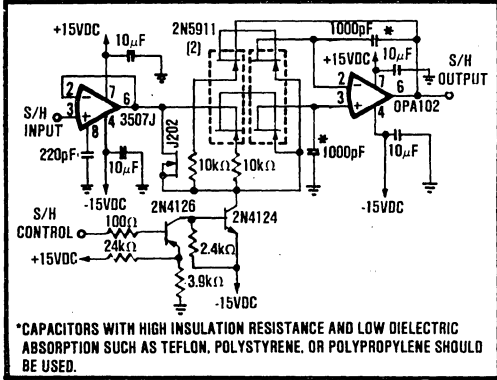 2N5911
(2)
1000pF *
+15VDC
10µF
+15VDC
10µF
S/H
OUTPUT
2
3
7
6
8
4
3507J
2
3
7
6
4
OPA102
S/H
INPUT
220pF
10µF
J202
*
1000pF
10µF
10kΩ
10kΩ
-15VDC
-15VDC
S/H
CONTROL
2N4126
2N4124
100Ω
24kΩ
2.4kΩ
+15VDC
3.9kΩ
-15VDC
*CAPACITORS WITH HIGH INSULATION RESISTANCE AND LOW DIELECTRIC
ABSORPTION SUCH AS TEFLON, POLYSTYRENE, OR POLYPROPYLENE SHOULD
BE USED.